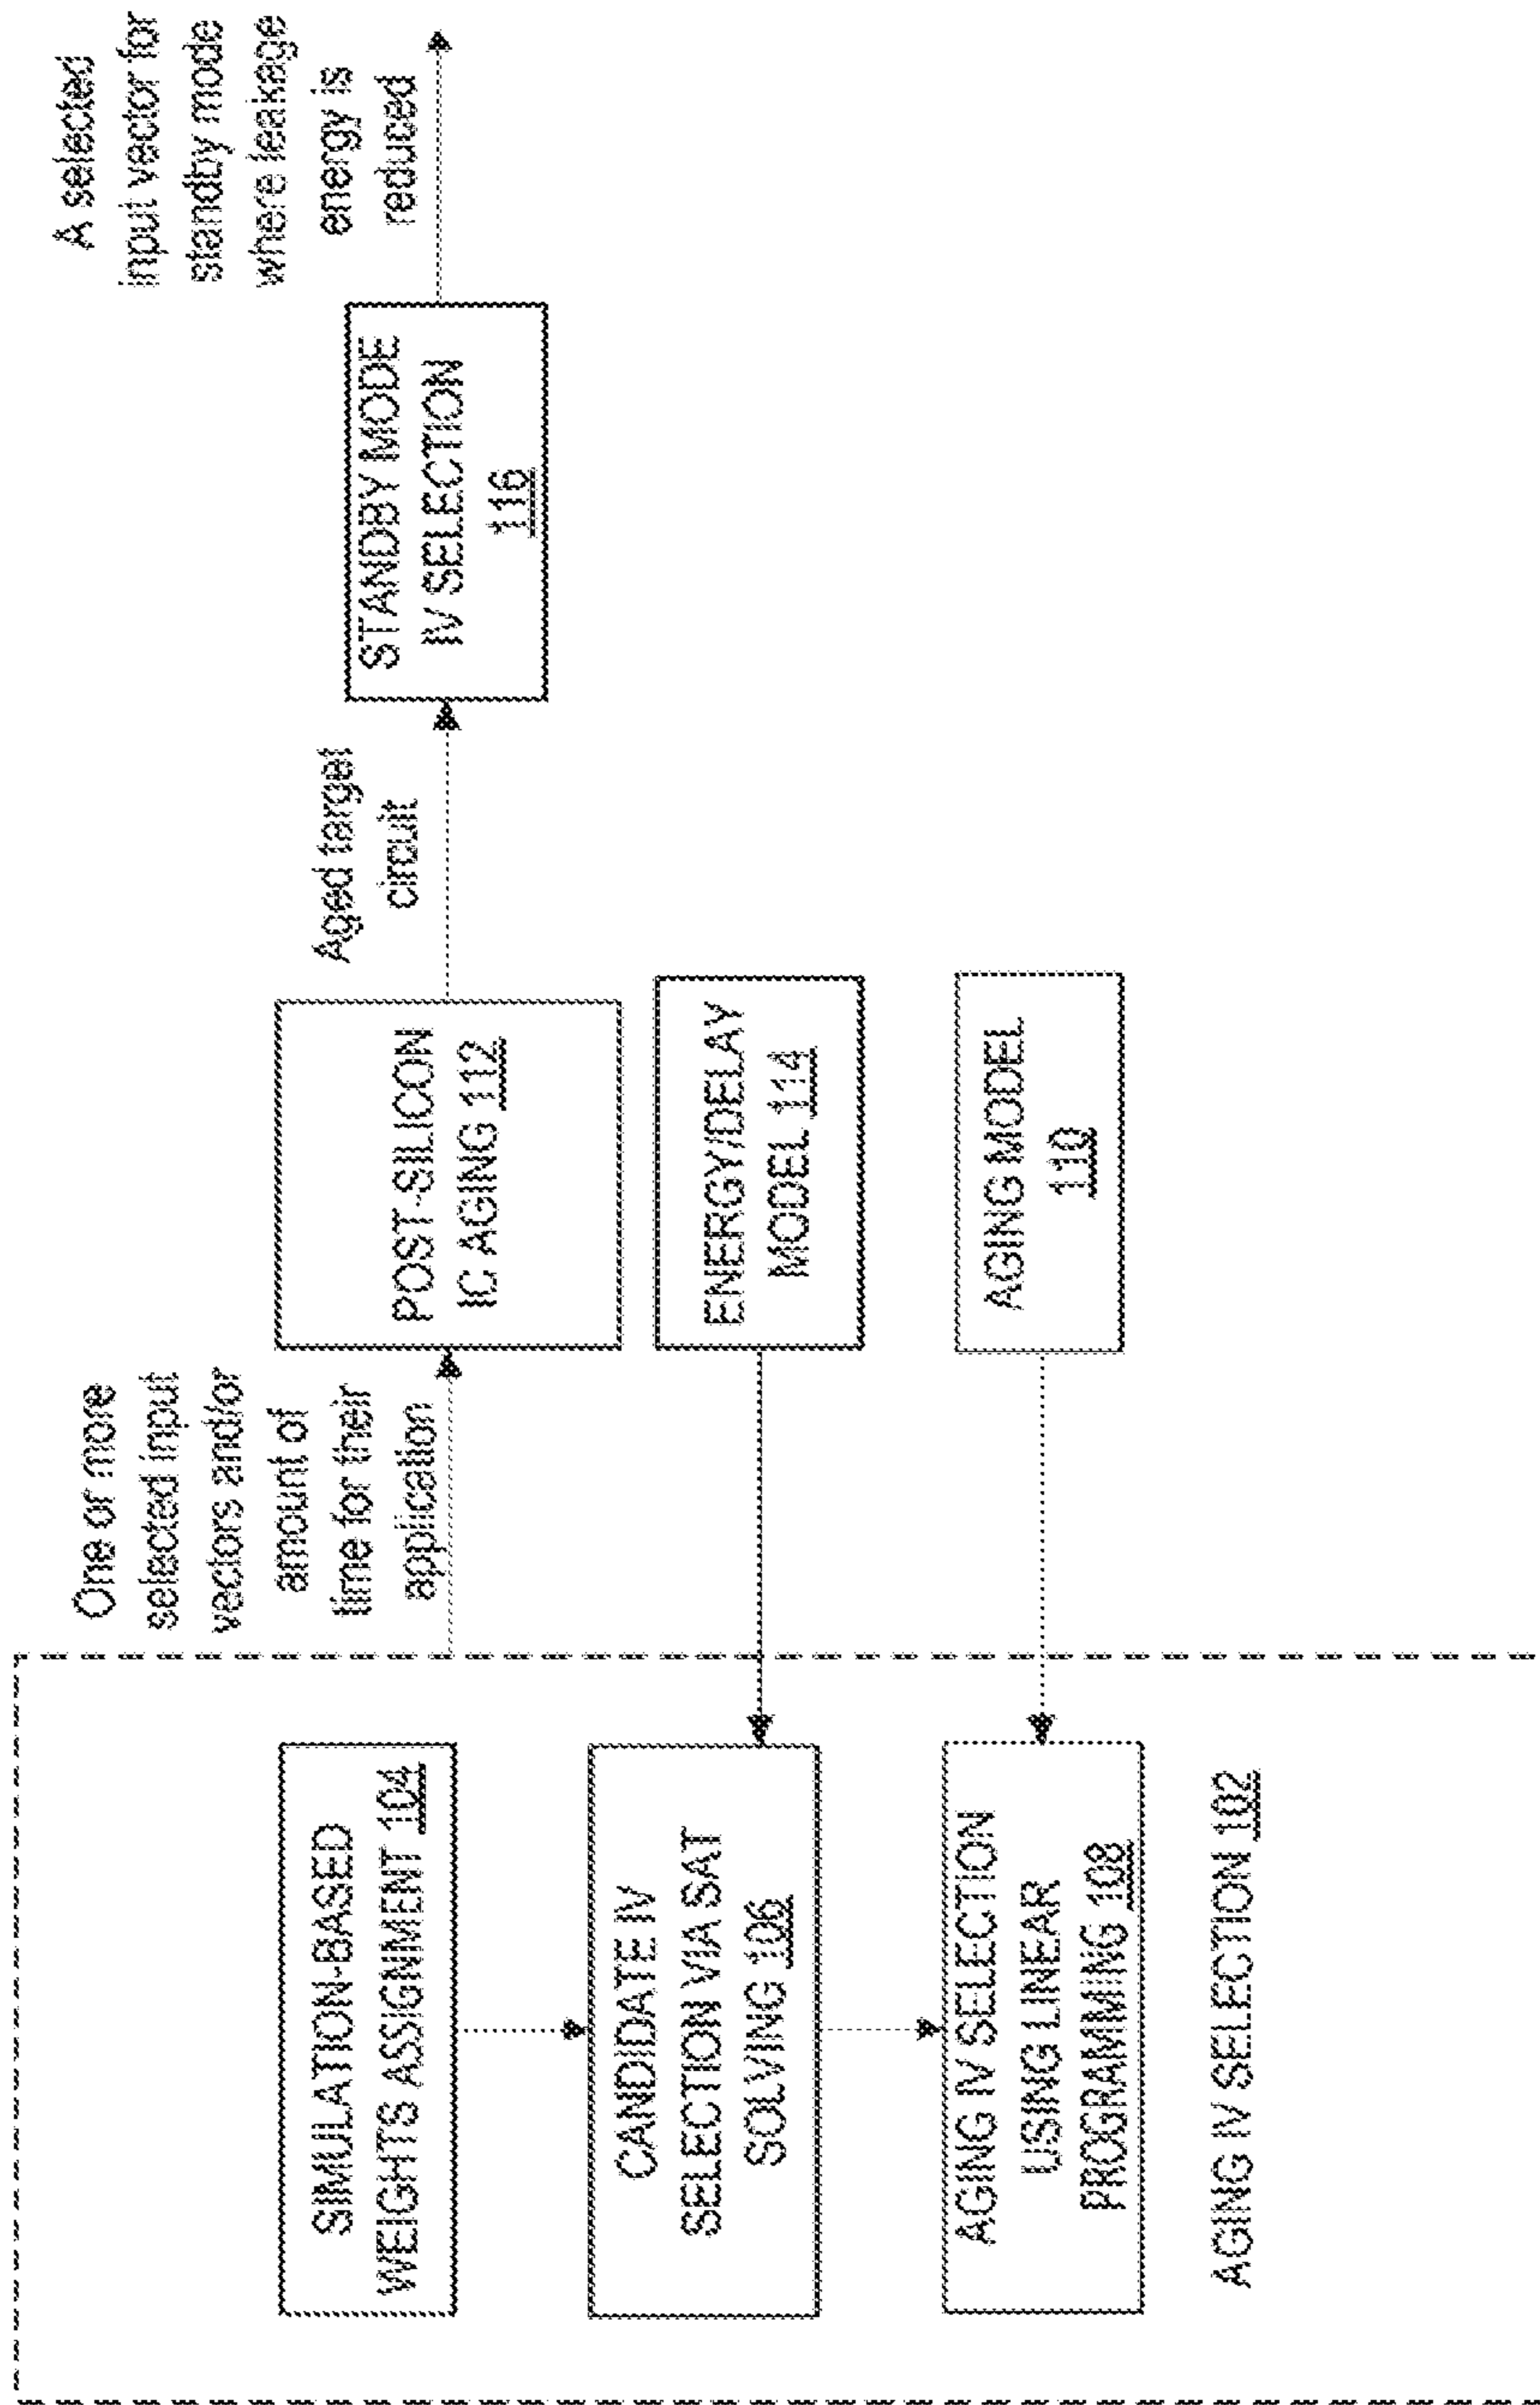 SIMULATION-BASED
WEIGHTS ASSIGNMENT 104
CANDIDATE IV
SELECTION VIA SAT
SOLVING 106
AGING IV SELECTION
USING LINEAR
PROGRAMMING 108
AGING IV SELECTION 102
One or more
selected input
vectors and/or
amount of
time for their
application
POST-SILICON
IC AGING 112
ENERGY/DELAY
MODEL 114
AGING MODEL
110
Aged target
circuit
STANDBY MODE
IV SELECTION
116
A selected
input vector for
standby mode
where leakage
energy is
reduced